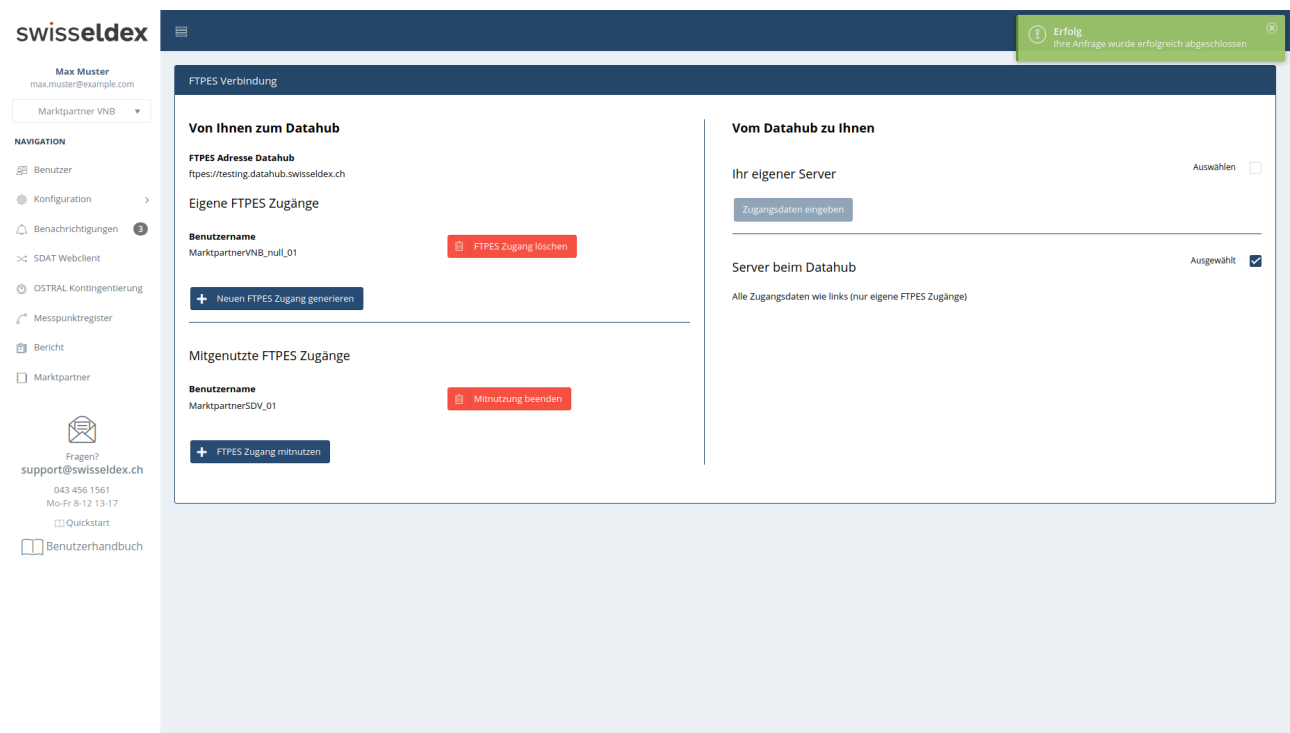 swisseldex
Max Muster
max.muster@example.com
Marktpartner VNB
NAVIGATION
Benutzer
Konfiguration
Benachrichtigungen 3
SDAT Webclient
OSTRAL Kontingentierung
Messpunktregister
Bericht
Marktpartner
Fragen?
support@swisseldex.ch
043 456 1561
Mo-Fr 8-12 13-17
Quickstart
Benutzerhandbuch
Erfolg
Ihre Anfrage wurde erfolgreich abgeschlossen
FTPES Verbindung
Von Ihnen zum Datahub
FTPES Adresse Datahub
ftpes://testing.datahub.swisseldex.ch
Eigene FTPES Zugänge
Benutzername
MarktpartnerVNB_null_01
FTPES Zugang löschen
Neuen FTPES Zugang generieren
Mitgenutzte FTPES Zugänge
Benutzername
MarktpartnerSDV_01
Mitnutzung beenden
FTPES Zugang mitnutzen
Vom Datahub zu Ihnen
Ihr eigener Server
Auswählen
Zugangsdaten eingeben
Server beim Datahub
Ausgewählt
Alle Zugangsdaten wie links (nur eigene FTPES Zugänge)